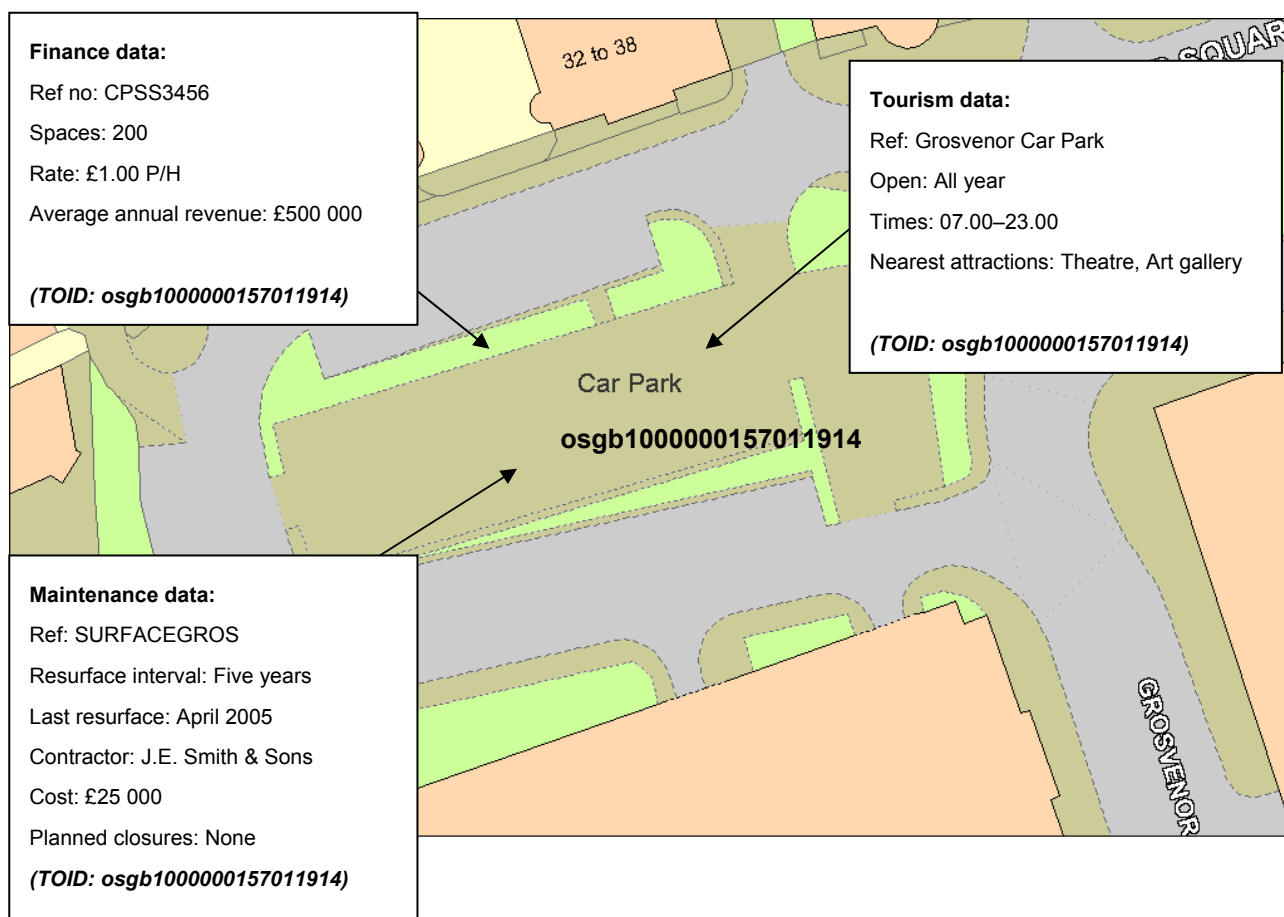 Finance data:
Ref no: CPSS3456
Spaces: 200
Rate: £1.00 P/H
Average annual revenue: £500 000
(TOID: osgb1000000157011914)
32 to 38
SQUAR
Tourism data:
Ref: Grosvenor Car Park
Open: All year
Times: 07.00–23.00
Nearest attractions: Theatre, Art gallery
(TOID: osgb1000000157011914)
Car Park
osgb1000000157011914
Maintenance data:
Ref: SURFACEGROS
Resurface interval: Five years
Last resurface: April 2005
Contractor: J.E. Smith & Sons
Cost: £25 000
Planned closures: None
(TOID: osgb1000000157011914)
GROSVENOR